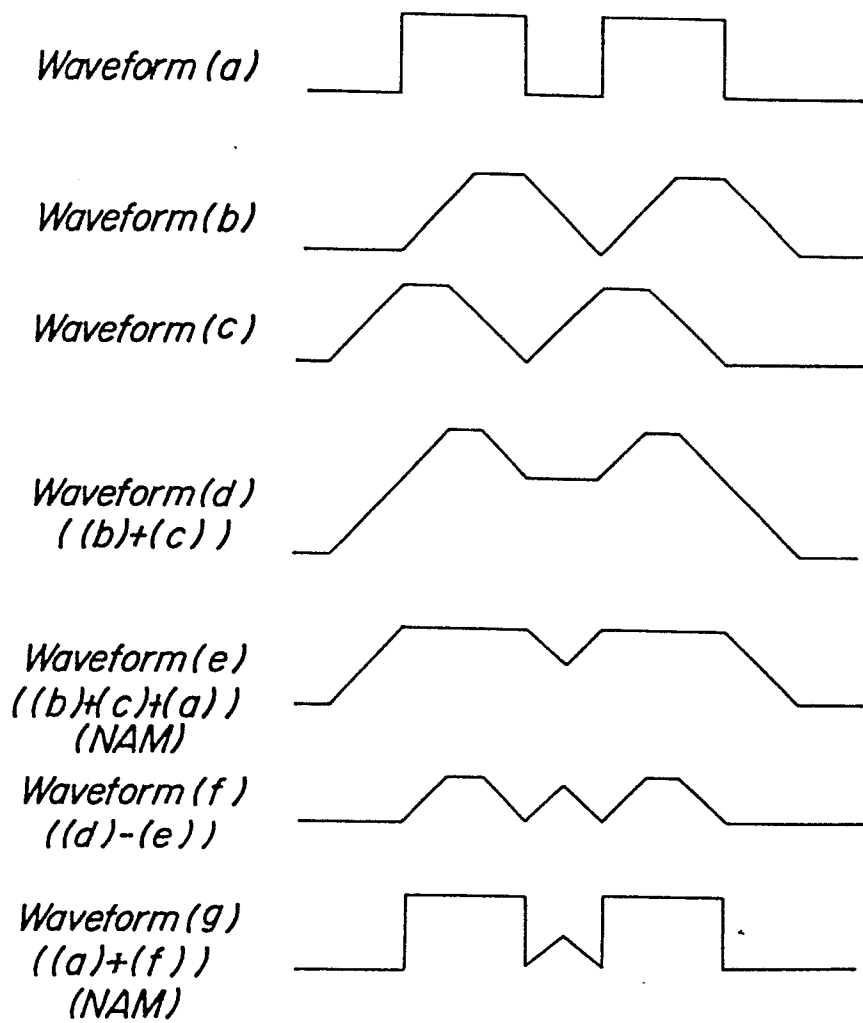 Waveform (a)
Waveform (b)
Waveform (c)
Waveform (d)
((b)+(c))
Waveform (e)
((b)+(c)+(a))
(NAM)
Waveform (f)
((d)-(e))
Waveform (g)
((a)+(f))
(NAM)